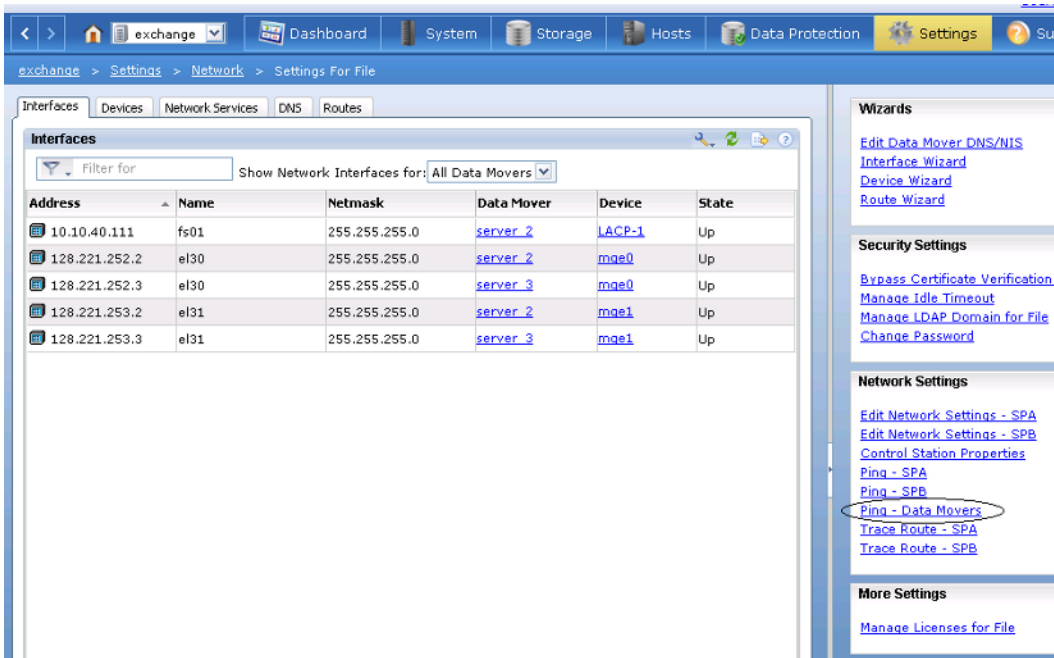 exchange Dashboard System Storage Hosts Data Protection Settings Su
exchange > Settings > Network > Settings For File
Interfaces Devices Network Services DNS Routes
Interfaces
Filter for Show Network Interfaces for: All Data Movers
Address Name Netmask Data Mover Device State
10.10.40.111 fs01 255.255.255.0 server_2 LACP-1 Up
128.221.252.2 el30 255.255.255.0 server_2 mge0 Up
128.221.252.3 el30 255.255.255.0 server_3 mge0 Up
128.221.253.2 el31 255.255.255.0 server_2 mge1 Up
128.221.253.3 el31 255.255.255.0 server_3 mge1 Up
Wizards
Edit Data Mover DNS/NIS
Interface Wizard
Device Wizard
Route Wizard
Security Settings
Bypass Certificate Verification
Manage Idle Timeout
Manage LDAP Domain for File
Change Password
Network Settings
Edit Network Settings - SPA
Edit Network Settings - SPB
Control Station Properties
Ping - SPA
Ping - SPB
Ping - Data Movers
Trace Route - SPA
Trace Route - SPB
More Settings
Manage Licenses for File